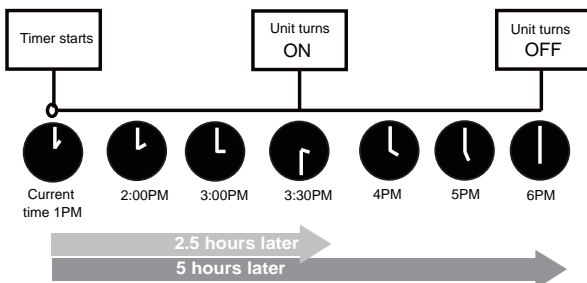 Timer starts
Unit turns
ON
Unit turns
OFF
Current
time 1PM
2:00PM
3:00PM
3:30PM
4PM
5PM
6PM
2.5 hours later
5 hours later